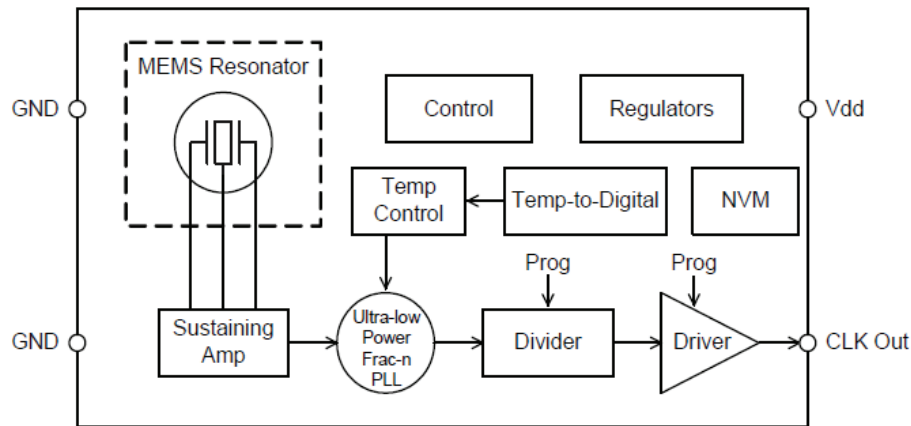 MEMS Resonator
GND
Control
Regulators
Vdd
Temp
Control
Temp-to-Digital
NVM
Prog
Prog
GND
Sustaining
Amp
Ultra-low
Power
Frac-n
PLL
Divider
Driver
CLK Out